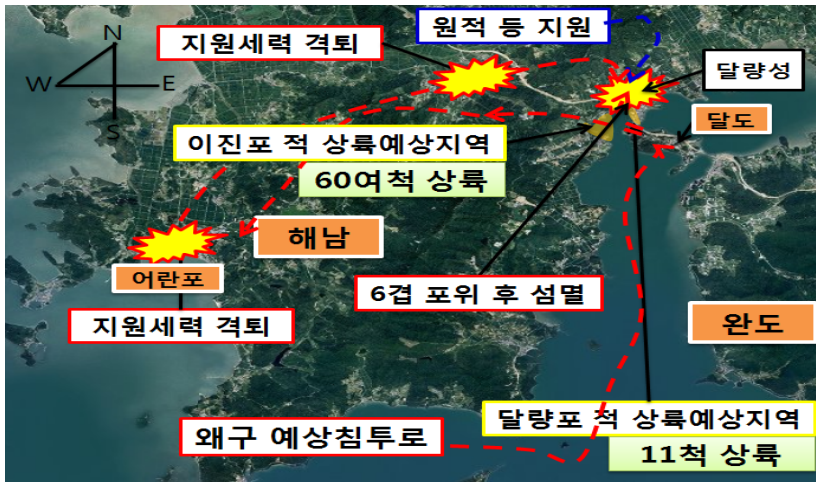 N
W
E
S
지원세력 격퇴
원적 등 지원
달량성
달도
이진포 적 상륙예상지역
60여척 상륙
해남
어란포
지원세력 격퇴
6겹 포위 후 섬멸
완도
왜구 예상침투로
달량포 적 상륙예상지역
11척 상륙